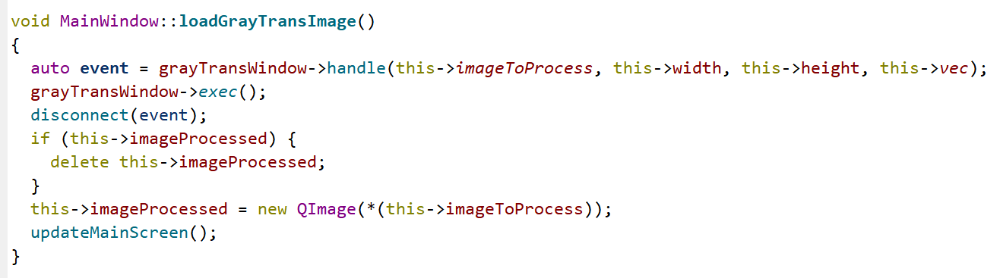 void MainWindow::loadGrayTransImage()
{
  auto event = grayTransWindow->handle(this->imageToProcess, this->width, this->height, this->vec);
  grayTransWindow->exec();
  disconnect(event);
  if (this->imageProcessed) {
    delete this->imageProcessed;
  }
  this->imageProcessed = new QImage(*(this->imageToProcess));
  updateMainScreen();
}